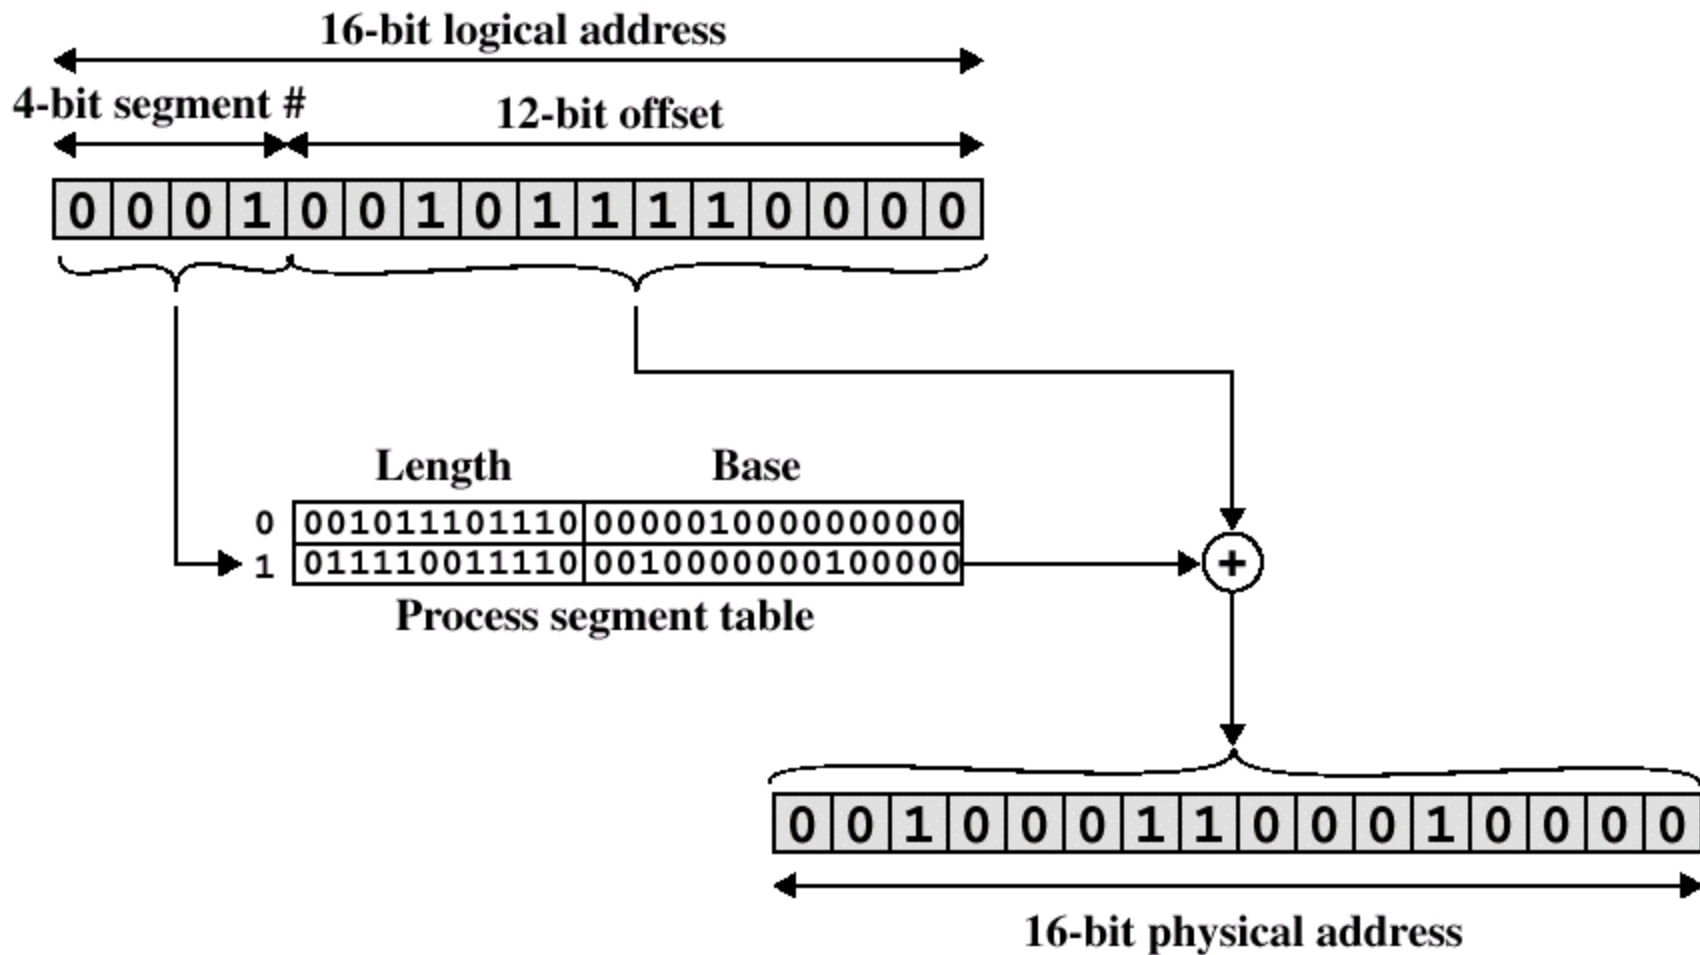 16-bit logical address
4-bit segment #
12-bit offset
0 0 0 1 0 0 1 0 1 1 1 1 0 0 0 0
Length Base
0 001011101110 0000010000000000
1 011110011110 0010000000100000
Process segment table
+
0 0 1 0 0 0 1 1 0 0 0 1 0 0 0 0
16-bit physical address